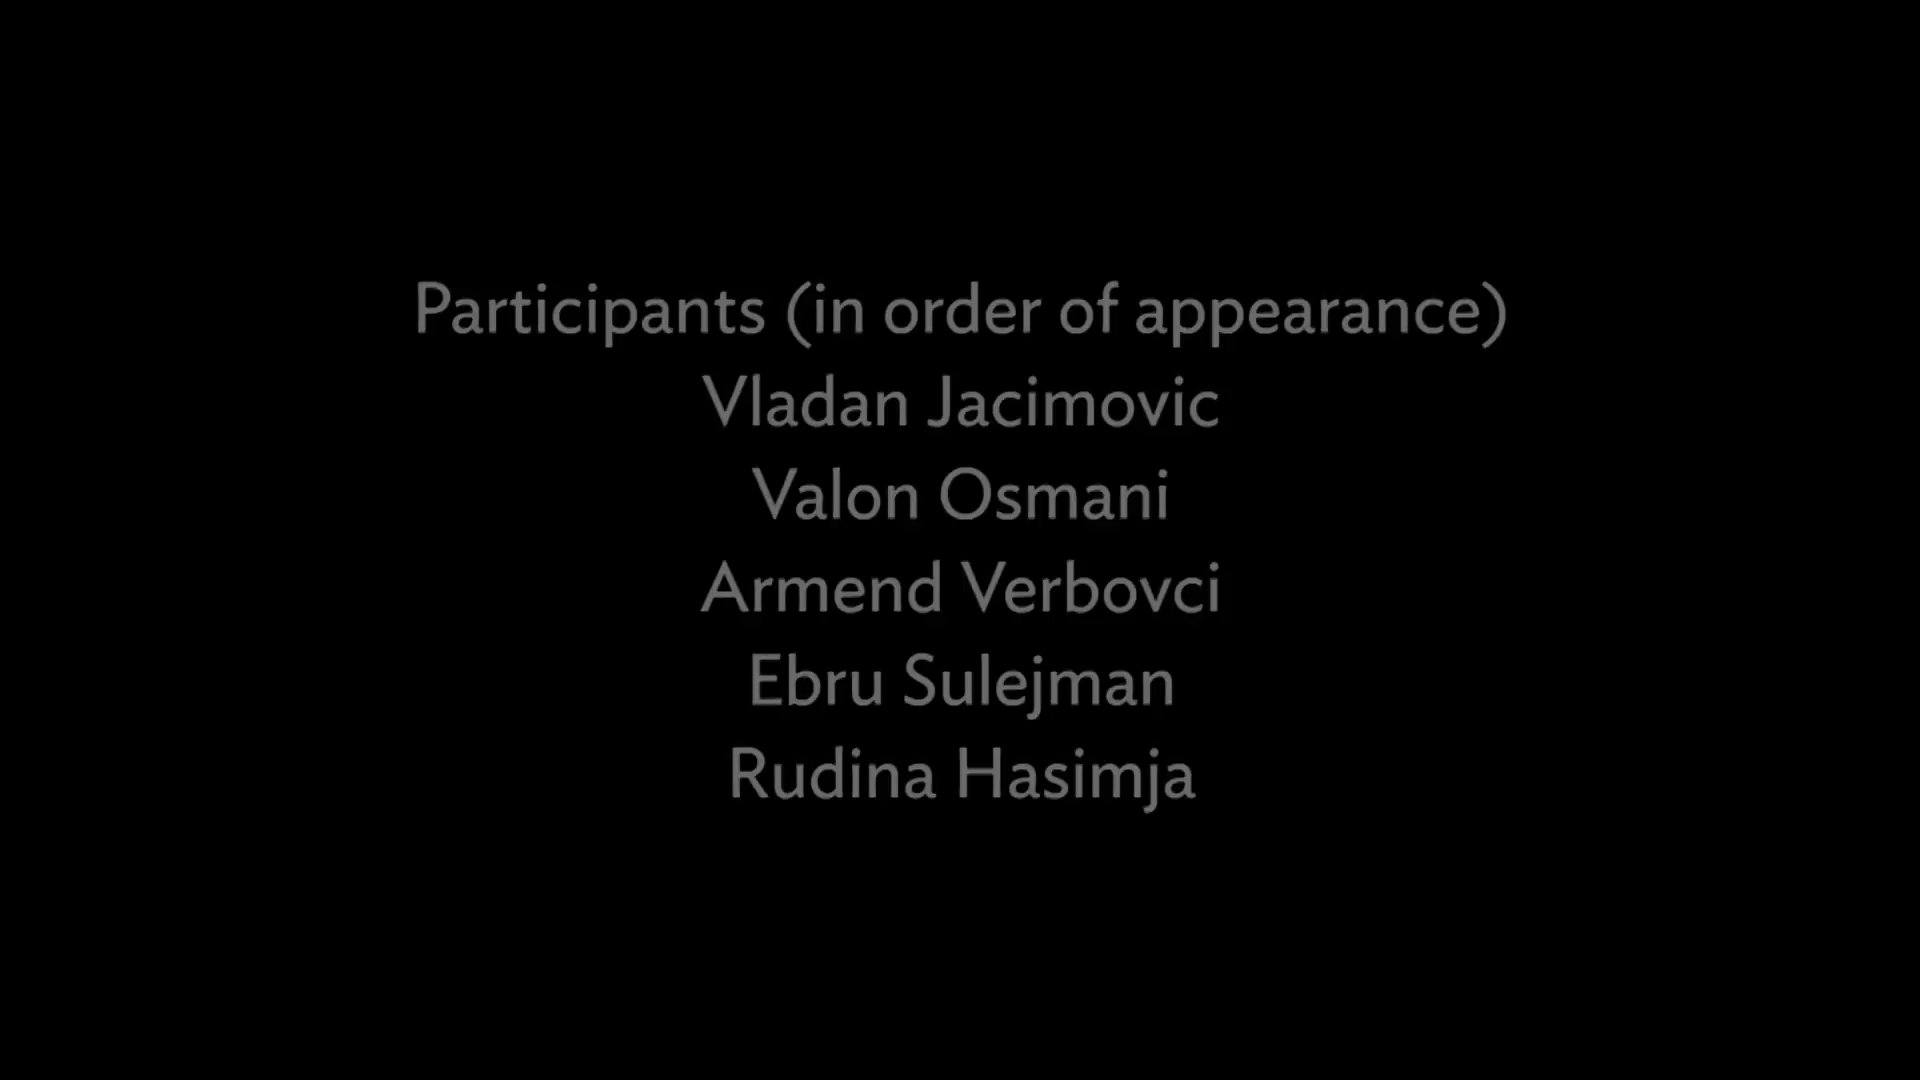 Participants (in order of appearance)
Vladan Jacimovic
Valon Osmani
Armend Verbovci
Ebru Sulejman
Rudina Hasimja